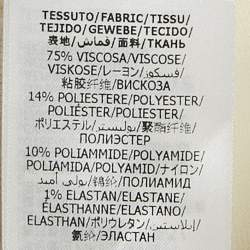 TESSUTO/FABRIC/TISSU/
TEJIDO/GEWEBE/TECIDO/
表地/قماش/面料/ТКАНЬ
75% VISCOSA/VISCOSE/
VISKOSE/レーヨン/فسكوز/
粘胶纤维/ВИСКОЗА
14% POLIESTERE/POLYESTER/
POLIÉSTER/POLIESTER/
ポリエステル/بوليستر/聚酯纤维/
ПОЛИЭСТЕР
10% POLIAMMIDE/POLYAMIDE/
POLIAMIDA/POLYAMID/ナイロン/
بولي أميد/锦纶/ПОЛИАМИД
1% ELASTAN/ELASTANE/
ÉLASTHANNE/ELASTANO/
ELASTHAN/ポリウレタン/
إيلاستين/氨纶/ЭЛАСТАН